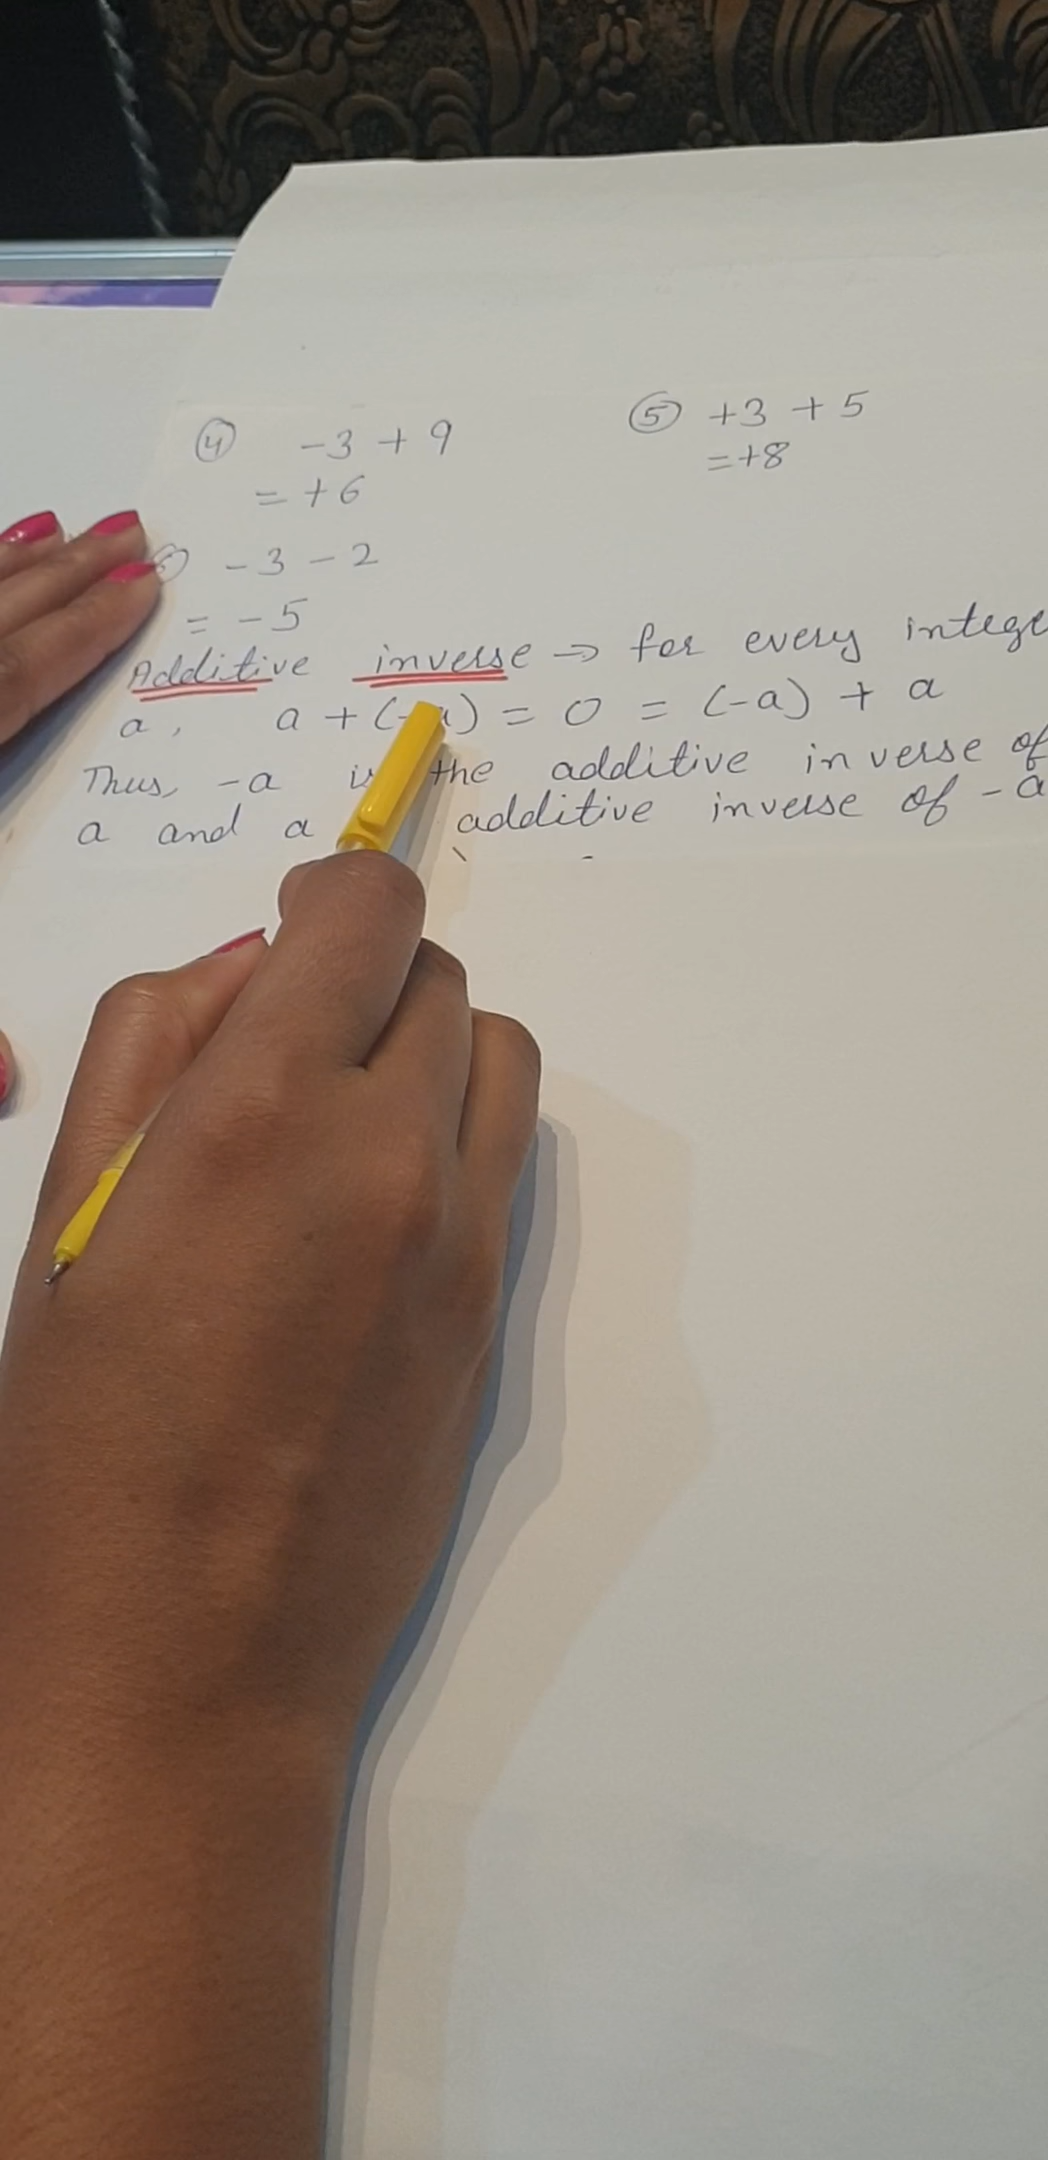 ④ -3 + 9
= +6
⑤ +3 + 5
= +8
-3 - 2
= -5
Additive inverse → for every
a, a + (-a) = 0 = (-a) + a
Thus, -a is the additive inverse of
a and a additive inverse of -a